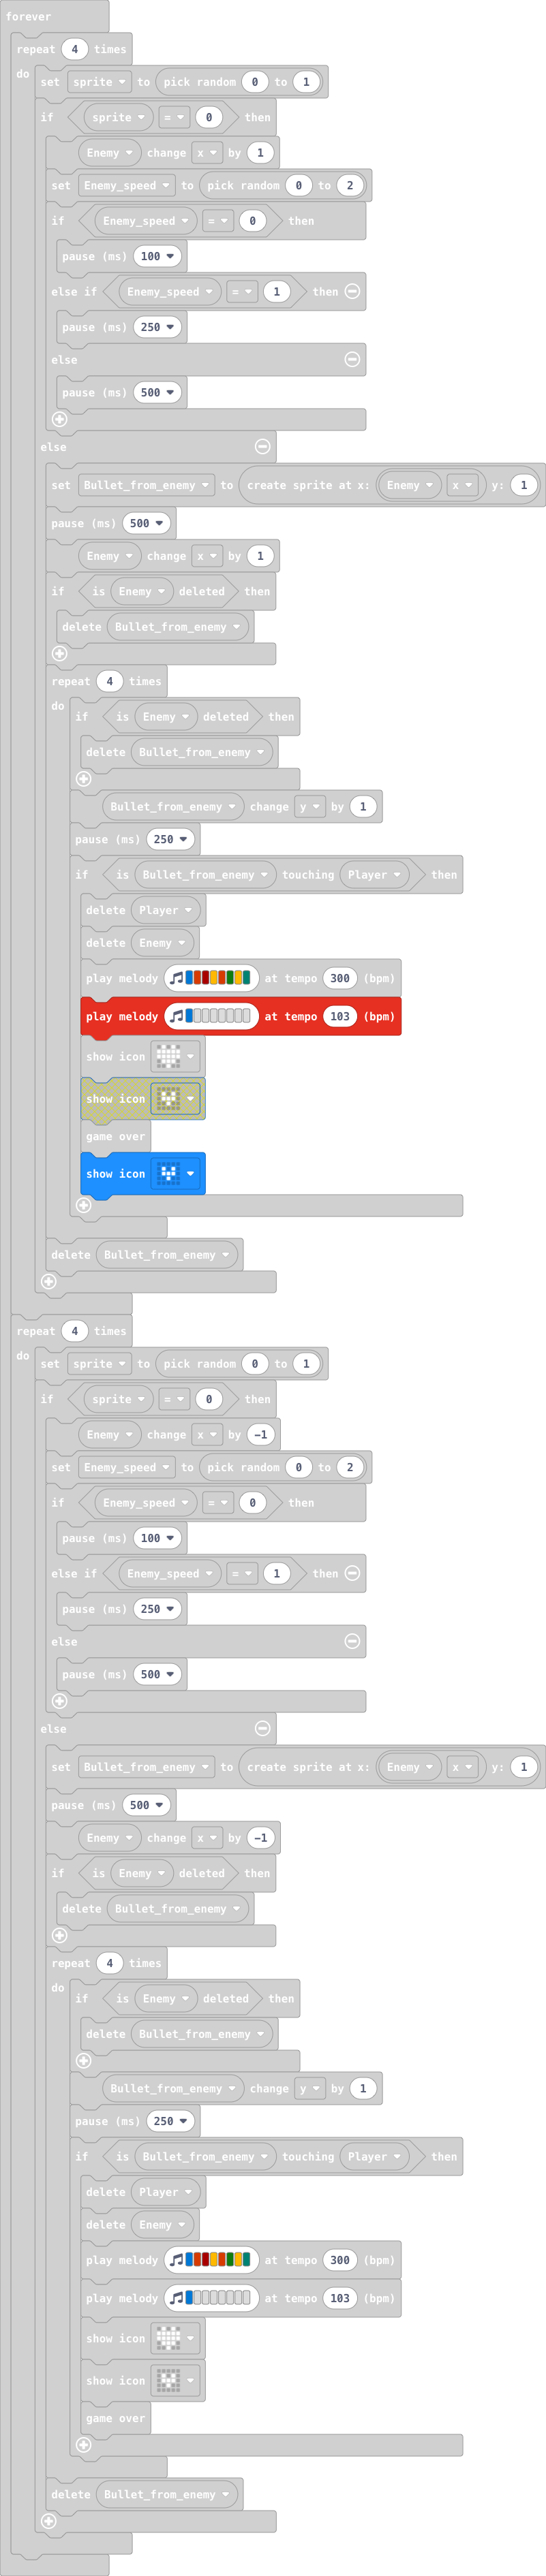 forever
repeat 4 times
do set sprite to pick random 0 to 1
if sprite = 0 then
Enemy change x by 1
set Enemy_speed to pick random 0 to 2
if Enemy_speed = 0 then
pause (ms) 100
else if Enemy_speed = 1 then
pause (ms) 250
else
pause (ms) 500
else
set Bullet_from_enemy to create sprite at x: Enemy x y: 1
pause (ms) 500
Enemy change x by 1
if is Enemy deleted then
delete Bullet_from_enemy
repeat 4 times
do if is Enemy deleted then
delete Bullet_from_enemy
Bullet_from_enemy change y by 1
pause (ms) 250
if is Bullet_from_enemy touching Player then
delete Player
delete Enemy
play melody at tempo 300 (bpm)
play melody at tempo 103 (bpm)
show icon
show icon
game over
show icon
delete Bullet_from_enemy
repeat 4 times
do set sprite to pick random 0 to 1
if sprite = 0 then
Enemy change x by -1
set Enemy_speed to pick random 0 to 2
if Enemy_speed = 0 then
pause (ms) 100
else if Enemy_speed = 1 then
pause (ms) 250
else
pause (ms) 500
else
set Bullet_from_enemy to create sprite at x: Enemy x y: 1
pause (ms) 500
Enemy change x by -1
if is Enemy deleted then
delete Bullet_from_enemy
repeat 4 times
do if is Enemy deleted then
delete Bullet_from_enemy
Bullet_from_enemy change y by 1
pause (ms) 250
if is Bullet_from_enemy touching Player then
delete Player
delete Enemy
play melody at tempo 300 (bpm)
play melody at tempo 103 (bpm)
show icon
show icon
game over
delete Bullet_from_enemy